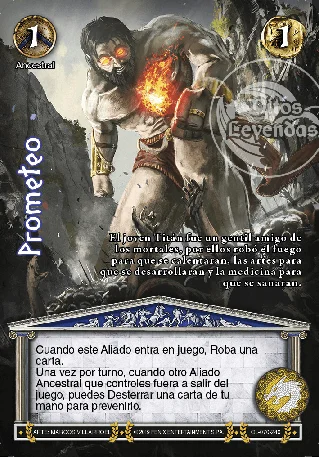 1
1
Ancestral
Mitos
y
Leyendas
Prometeo
El joven Titán fue un gentil amigo de
los mortales, por ellos robó el fuego
para que se calentaran, las artes para
que se desarrollarán y la medicina para
que se sanaran.
Cuando este Aliado entra en juego, Roba una
carta.
Una vez por turno, cuando otro Aliado
Ancestral que controles fuera a salir del
juego, puedes Desterrar una carta de tu
mano para prevenirlo.